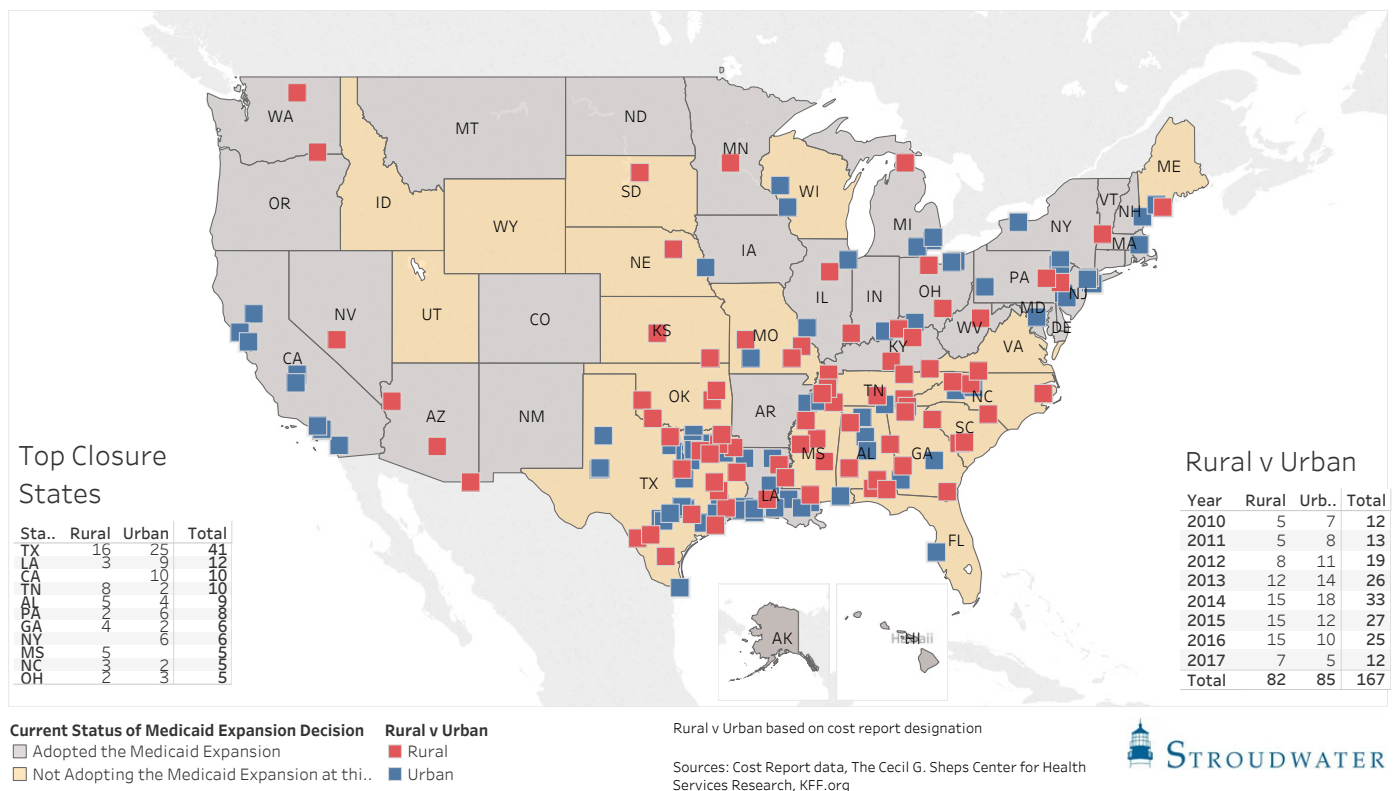 WA
MT
ND
MN
OR
ID
WY
SD
WI
MI
NY
VT
NH
ME
MA
NV
UT
CO
NE
IA
IL
IN
OH
PA
NJ
MD
DE
WV
VA
CA
AZ
NM
KS
MO
KY
OK
AR
TN
NC
SC
TX
LA
MS
AL
GA
FL
AK
HI
Top Closure
States
Sta.. Rural Urban Total
TX 16 25 41
LA 3 9 12
CA 10 10
TN 8 2 10
AL 5 4 9
PA 2 6 8
GA 4 2 6
NY 6 6
MS 5 5
NC 3 2 5
OH 2 3 5
Rural v Urban
Year Rural Urb.. Total
2010 5 7 12
2011 5 8 13
2012 8 11 19
2013 12 14 26
2014 15 18 33
2015 15 12 27
2016 15 10 25
2017 7 5 12
Total 82 85 167
Current Status of Medicaid Expansion Decision
Adopted the Medicaid Expansion
Not Adopting the Medicaid Expansion at thi..
Rural v Urban
Rural
Urban
Rural v Urban based on cost report designation
Sources: Cost Report data, The Cecil G. Sheps Center for Health
Services Research, KFF.org
STROUDWATER